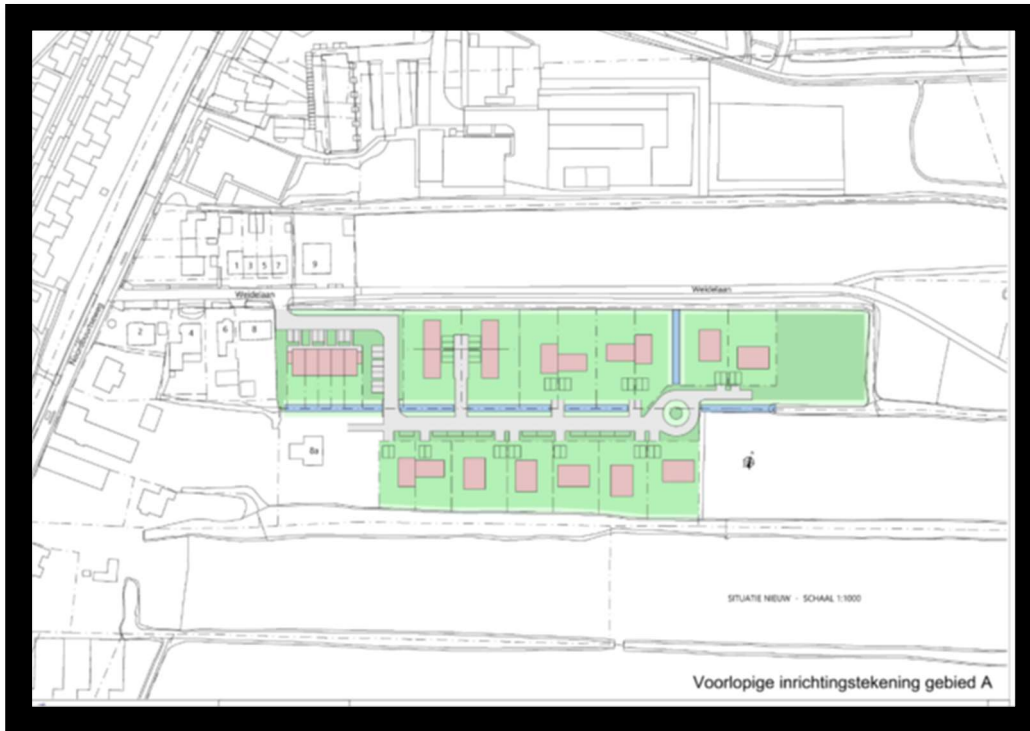 1 3 5 7
9
Weidelaan
Weidelaan
2
4
6
8
8a
SITUATIE NIEUW - SCHAAL 1:1000
Voorlopige inrichtingstekening gebied A